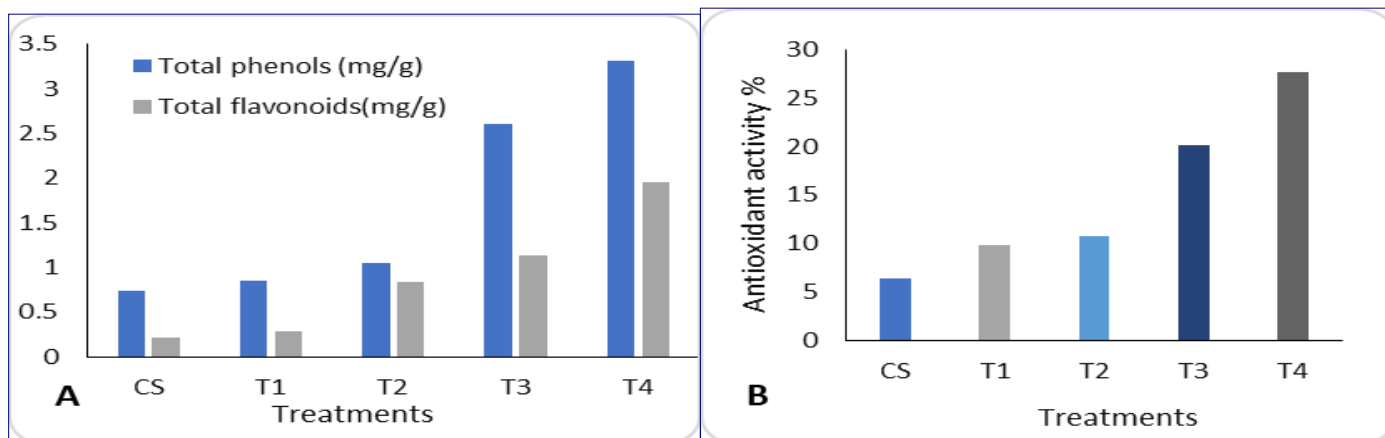 3.5
3
2.5
2
1.5
1
0.5
0
Total phenols (mg/g)
Total flavonoids(mg/g)
CS T1 T2 T3 T4
Treatments
A
30
25
20
15
10
5
0
Antioxidant activity %
CS T1 T2 T3 T4
Treatments
B